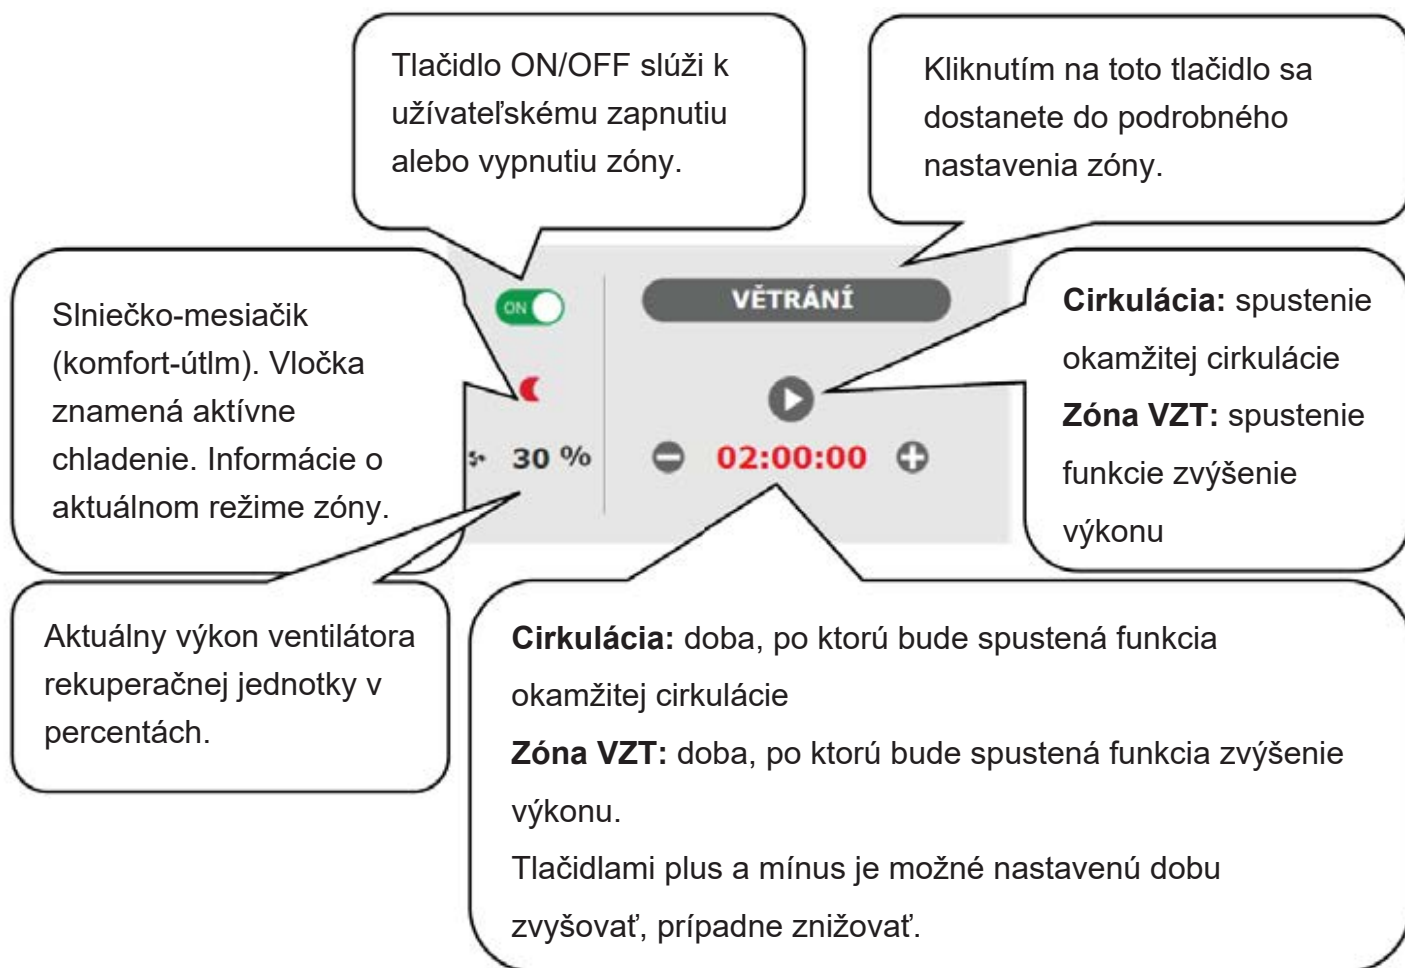 Tlačidlo ON/OFF slúži k
užívateľskému zapnutiu
alebo vypnutiu zóny.
Kliknutím na toto tlačidlo sa
dostanete do podrobného
nastavenia zóny.
Slniečko-mesiačik
(komfort-útlm). Vločka
znamená aktívne
chladenie. Informácie o
aktuálnom režime zóny.
ON
VĚTRÁNÍ
30 %
02:00:00
Cirkulácia: spustenie
okamžitej cirkulácie
Zóna VZT: spustenie
funkcie zvýšenie
výkonu
Aktuálny výkon ventilátora
rekuperačnej jednotky v
percentách.
Cirkulácia: doba, po ktorú bude spustená funkcia
okamžitej cirkulácie
Zóna VZT: doba, po ktorú bude spustená funkcia zvýšenie
výkonu.
Tlačidlami plus a mínus je možné nastavenú dobu
zvyšovať, prípadne znižovať.